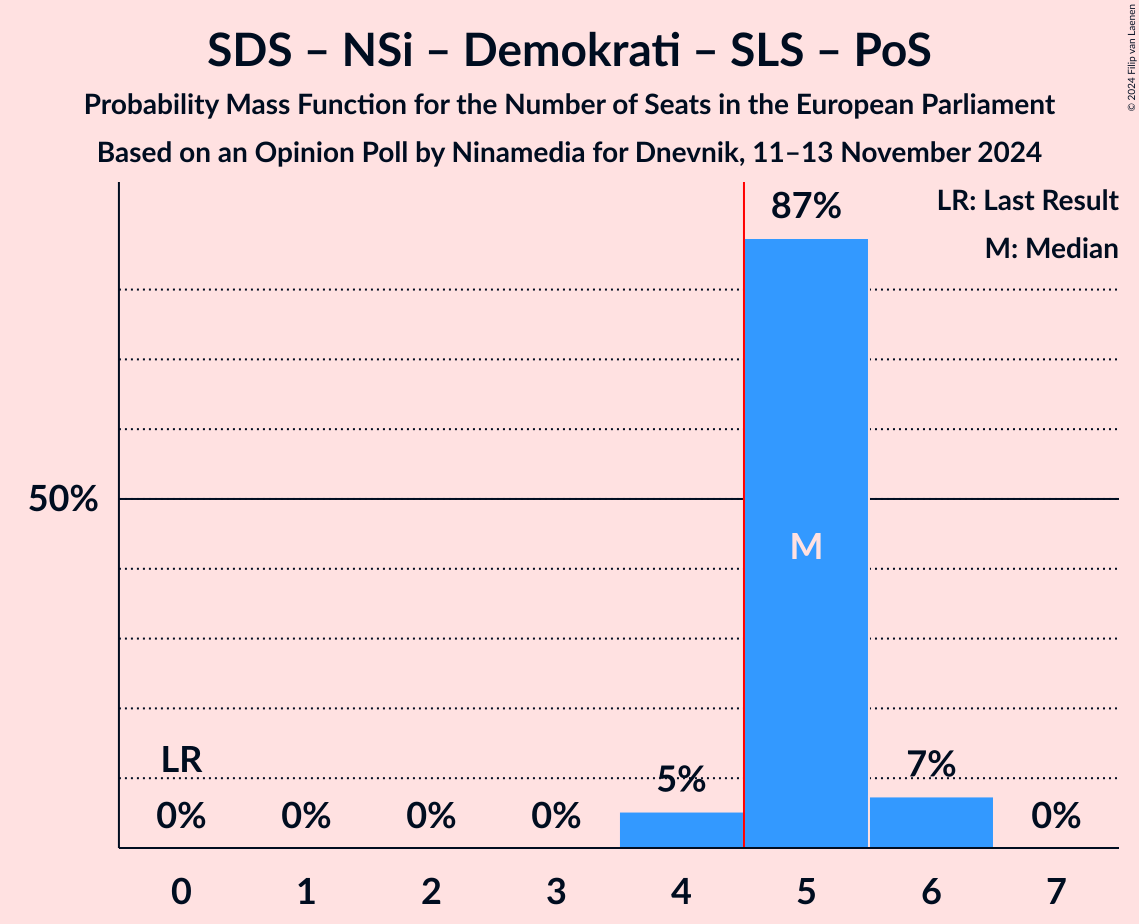 SDS – NSi – Demokrati – SLS – PoS
Probability Mass Function for the Number of Seats in the European Parliament
Based on an Opinion Poll by Ninamedia for Dnevnik, 11–13 November 2024
© 2024 Filip van Laenen
LR: Last Result
M: Median
87%
50%
M
LR
0%
0%
0%
0%
5%
7%
0%
0
1
2
3
4
5
6
7